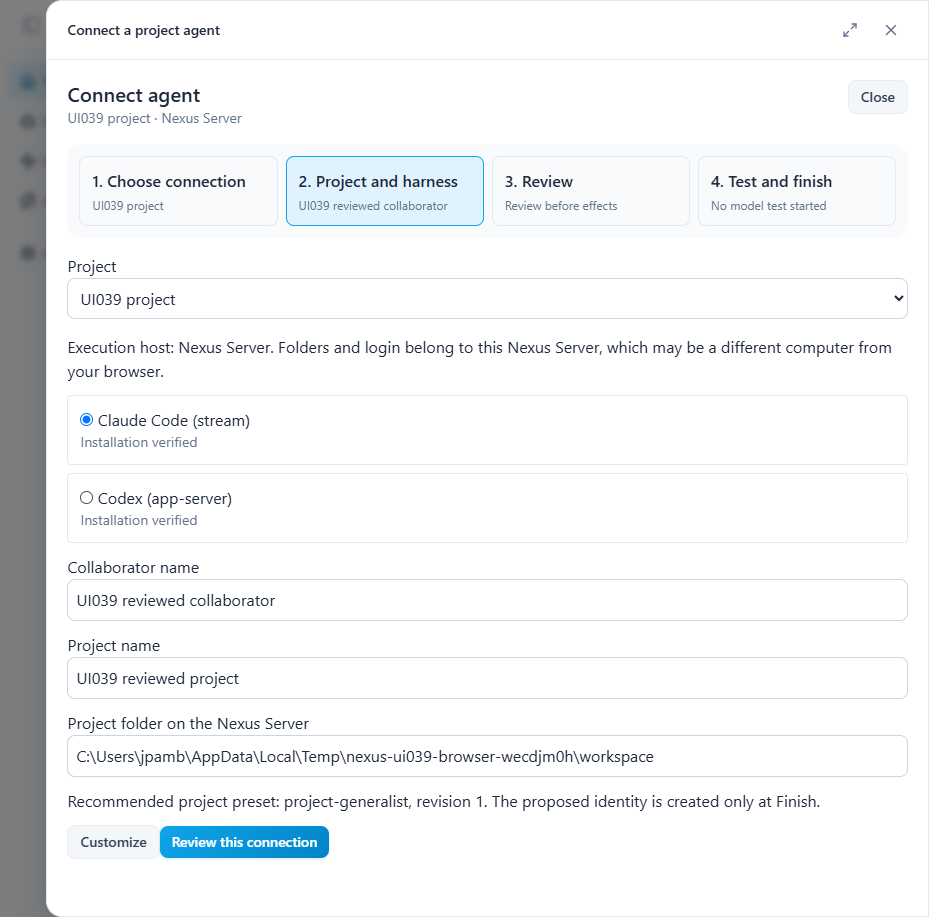 Connect a project agent
Connect agent
Close
UI039 project · Nexus Server
1. Choose connection
UI039 project
2. Project and harness
UI039 reviewed collaborator
3. Review
Review before effects
4. Test and finish
No model test started
Project
UI039 project
Execution host: Nexus Server. Folders and login belong to this Nexus Server, which may be a different computer from
your browser.
Claude Code (stream)
Installation verified
Codex (app-server)
Installation verified
Collaborator name
UI039 reviewed collaborator
Project name
UI039 reviewed project
Project folder on the Nexus Server
C:\Users\jpamb\AppData\Local\Temp\nexus-ui039-browser-wecdjm0h\workspace
Recommended project preset: project-generalist, revision 1. The proposed identity is created only at Finish.
Customize
Review this connection